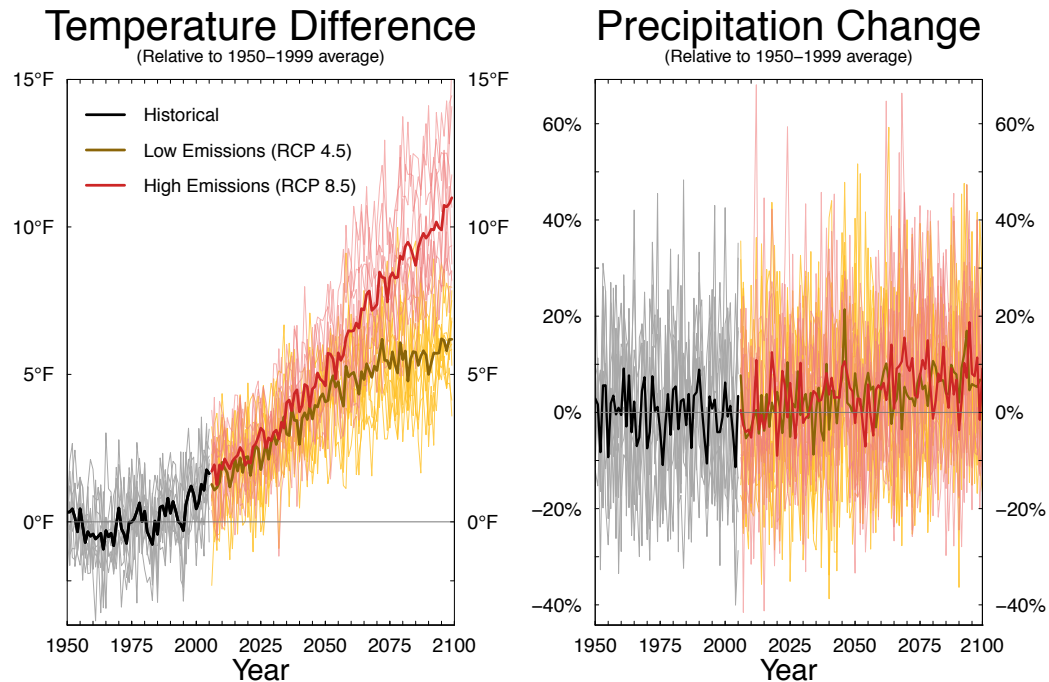 Temperature Difference
(Relative to 1950–1999 average)
15°F
15°F
Historical
Low Emissions (RCP 4.5)
High Emissions (RCP 8.5)
10°F
10°F
5°F
5°F
0°F
0°F
1950 1975 2000 2025 2050 2075 2100
Year
Precipitation Change
(Relative to 1950–1999 average)
60%
60%
40%
40%
20%
20%
0%
0%
−20%
−20%
−40%
−40%
1950 1975 2000 2025 2050 2075 2100
Year